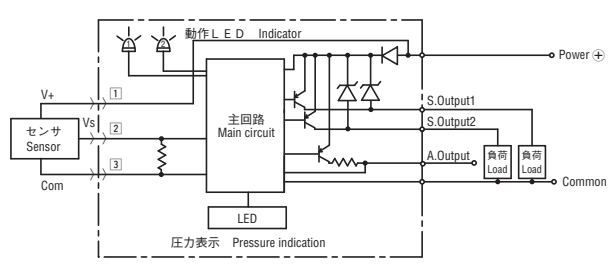 動作ＬＥＤ Indicator
1
2
Power ⊕
V+
1
主回路
Main circuit
S.Output1
センサ
Sensor
Vs
2
S.Output2
3
A.Output
負荷
Load
負荷
Load
Com
Common
LED
圧力表示 Pressure indication